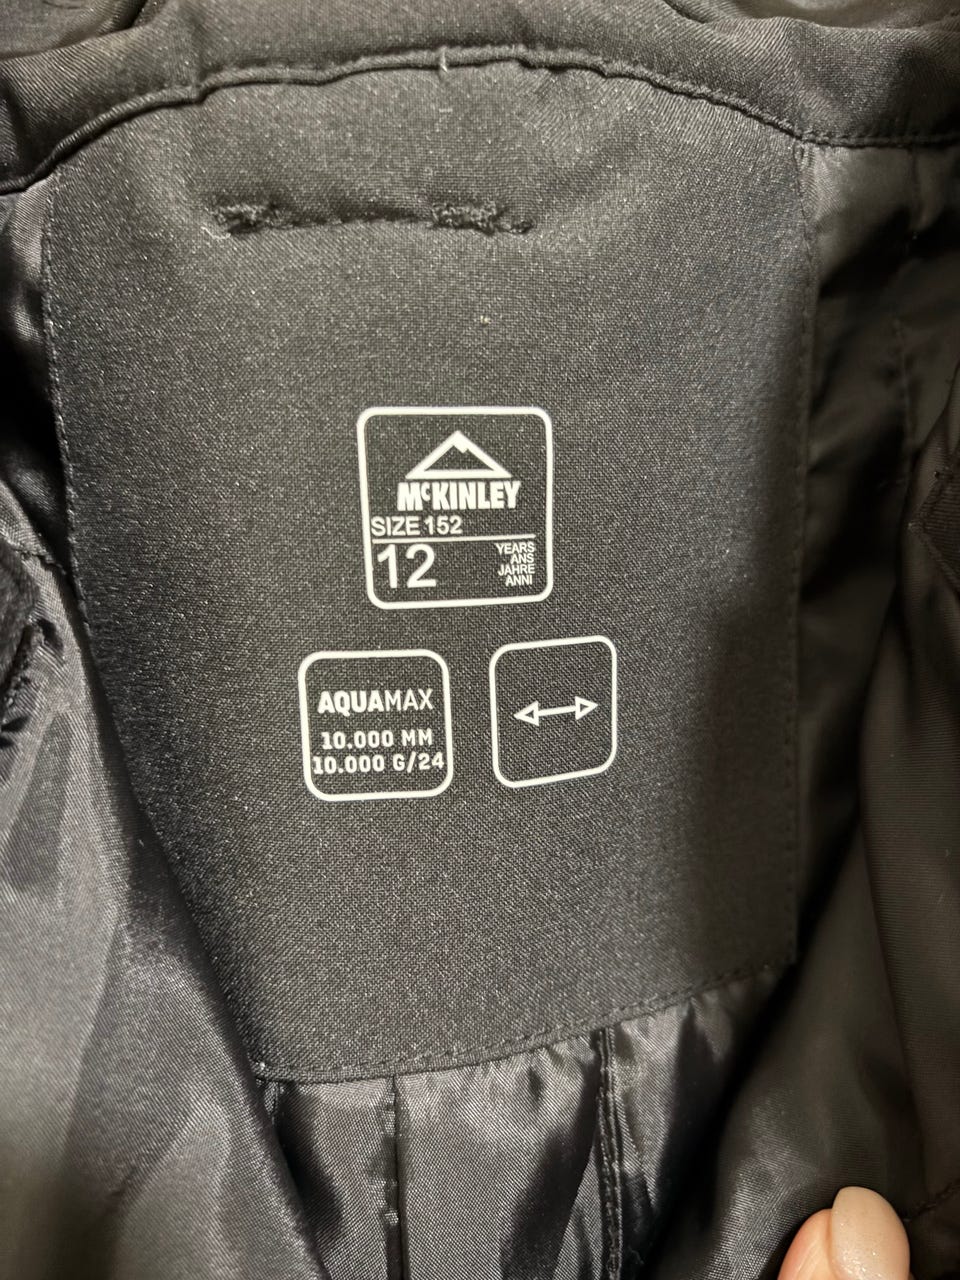 McKINLEY
SIZE 152
12
YEARS
ANS
JAHRE
ANNI
AQUAMAX
10.000 MM
10.000 G/24